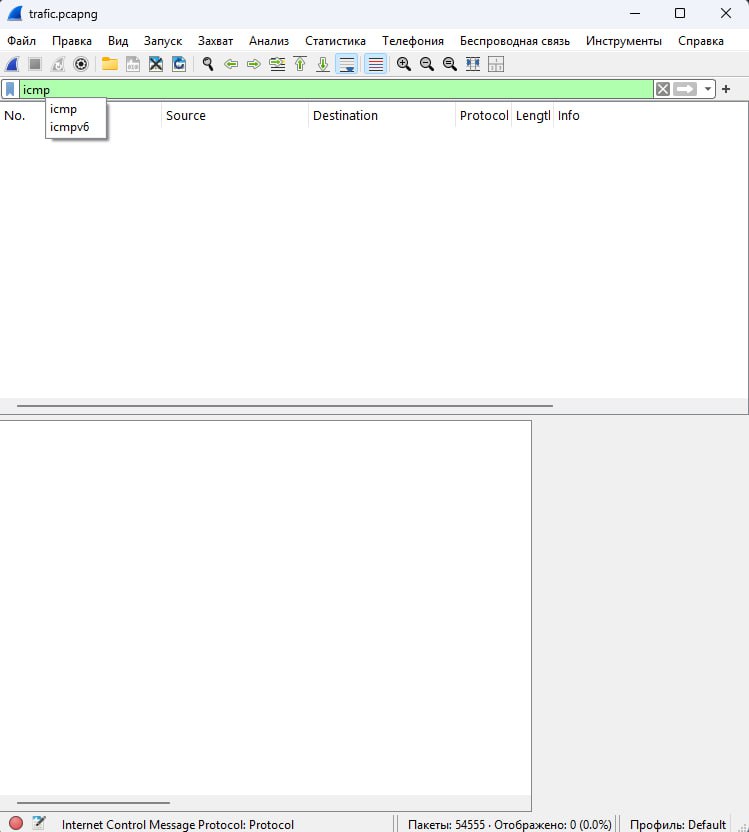 trafic.pcapng
Файл Правка Вид Запуск Захват Анализ Статистика Телефония Беспроводная связь Инструменты Справка
icmp
icmp
icmpv6
No. Source Destination Protocol Lengtl Info
Internet Control Message Protocol: Protocol Пакеты: 54555 · Отображено: 0 (0.0%) Профиль: Default